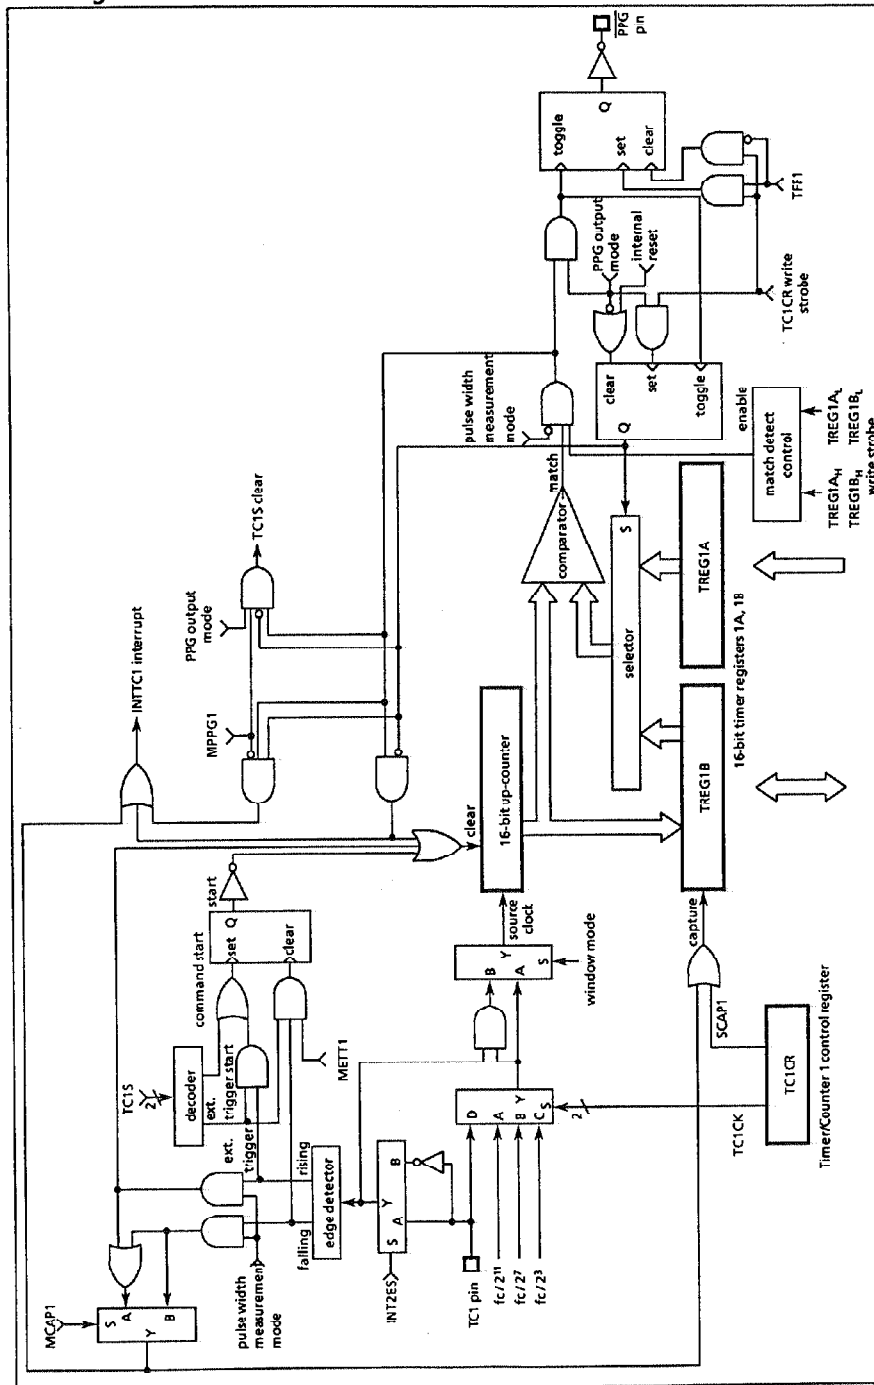 MCAP1
S
A
Y
B
pulse width
measurement
mode
TC1S
2
decoder
ext.
trigger start
ext.
trigger
falling
rising
edge detector
command start
set
Q
clear
start
METT1
INT2ES
S
A
Y
B
TC1 pin
fc/2¹¹
fc/2⁷
fc/2³
D
A
B
Y
C
S
2
TC1CK
B
Y
A
S
source
clock
window mode
INTTC1 interrupt
MPPG1
PPG output
mode
TC1S clear
clear
16-bit up-counter
comparator
match
pulse width
measurement
mode
selector
S
capture
SCAP1
TREG1B
TREG1A
16-bit timer registers 1A, 1B
TC1CR
Timer/Counter 1 control register
Q
clear
set
toggle
enable
match detect
control
TREG1A_H TREG1A_L
TREG1B_H TREG1B_L
write strobe
PPG output
mode
internal
reset
TC1CR write
strobe
toggle
set
clear
Q
TFF1
PPG
pin